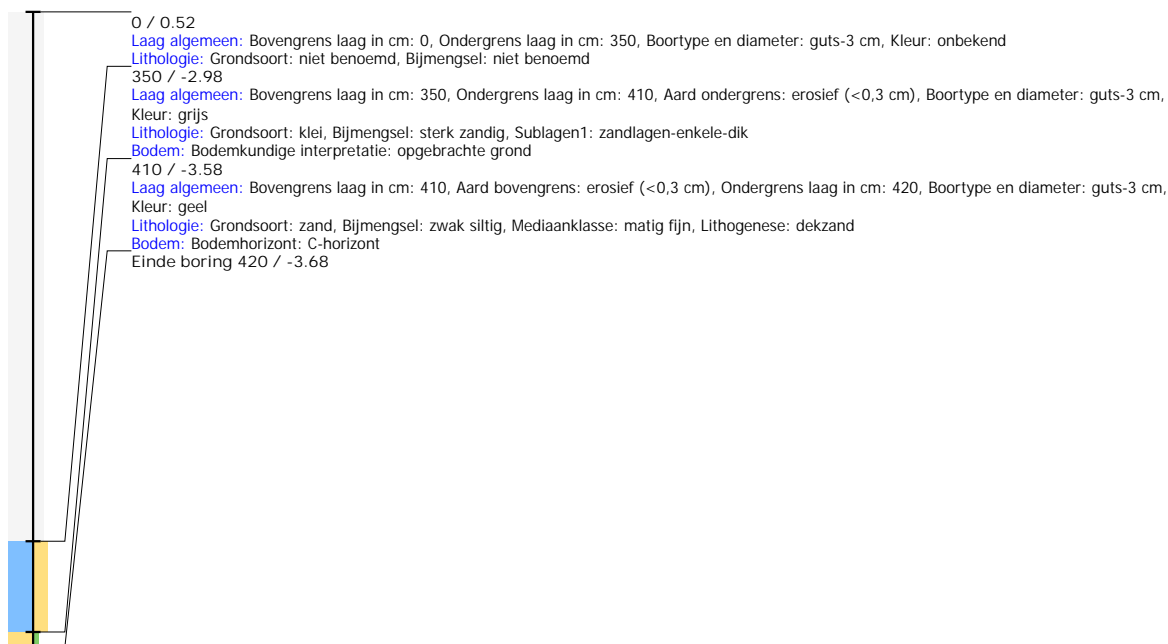 0 / 0.52
Laag algemeen: Bovengrens laag in cm: 0, Ondergrens laag in cm: 350, Boortype en diameter: guts-3 cm, Kleur: onbekend
Lithologie: Grondsoort: niet benoemd, Bijmengsel: niet benoemd
350 / -2.98
Laag algemeen: Bovengrens laag in cm: 350, Ondergrens laag in cm: 410, Aard ondergrens: erosief (<0,3 cm), Boortype en diameter: guts-3 cm,
Kleur: grijs
Lithologie: Grondsoort: klei, Bijmengsel: sterk zandig, Sublagen1: zandlagen-enkele-dik
Bodem: Bodemkundige interpretatie: opgebrachte grond
410 / -3.58
Laag algemeen: Bovengrens laag in cm: 410, Aard bovengrens: erosief (<0,3 cm), Ondergrens laag in cm: 420, Boortype en diameter: guts-3 cm,
Kleur: geel
Lithologie: Grondsoort: zand, Bijmengsel: zwak siltig, Mediaanklasse: matig fijn, Lithogenese: dekzand
Bodem: Bodemhorizont: C-horizont
Einde boring 420 / -3.68